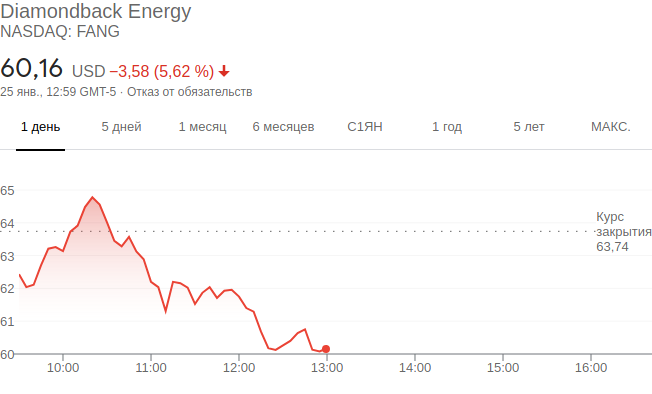 Diamondback Energy
NASDAQ: FANG
60,16 USD −3,58 (5,62 %)
25 янв., 12:59 GMT-5 · Отказ от обязательств
1 день 5 дней 1 месяц 6 месяцев С1ЯН 1 год 5 лет МАКС.
65
64
63
62
61
60
Курс
закрытия
63,74
10:00 11:00 12:00 13:00 14:00 15:00 16:00